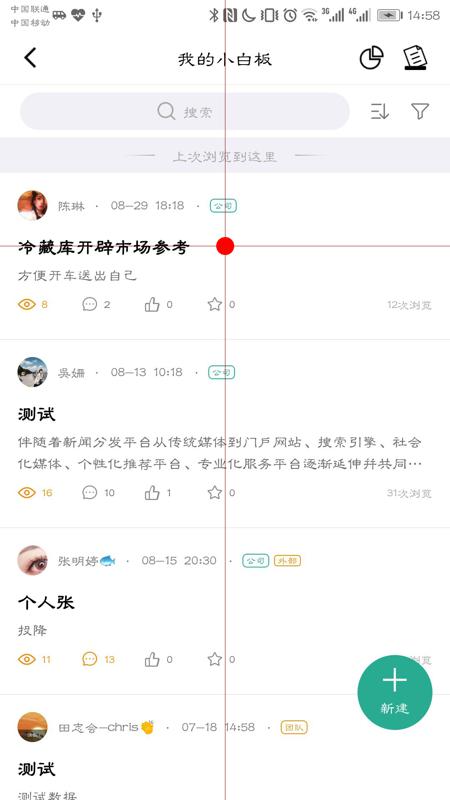 中国联通
中国移动
3G 4G 14:58
我的小白板
搜索
上次浏览到这里
陈琳 · 08-29 18:18 · 公司
冷藏库开辟市场参考
方便开车送出自己
8 2 0 0 12次浏览
吴姗 · 08-13 10:18 · 公司
测试
伴随着新闻分发平台从传统媒体到门户网站、搜索引擎、社会
化媒体、个性化推荐平台、专业化服务平台逐渐延伸并共同…
16 10 1 0 31次浏览
张明婷 · 08-15 20:30 · 公司 外部
个人张
投降
11 13 0 0 浏览
新建
田志会-chris · 07-18 14:58 · 团队
测试
测试数据